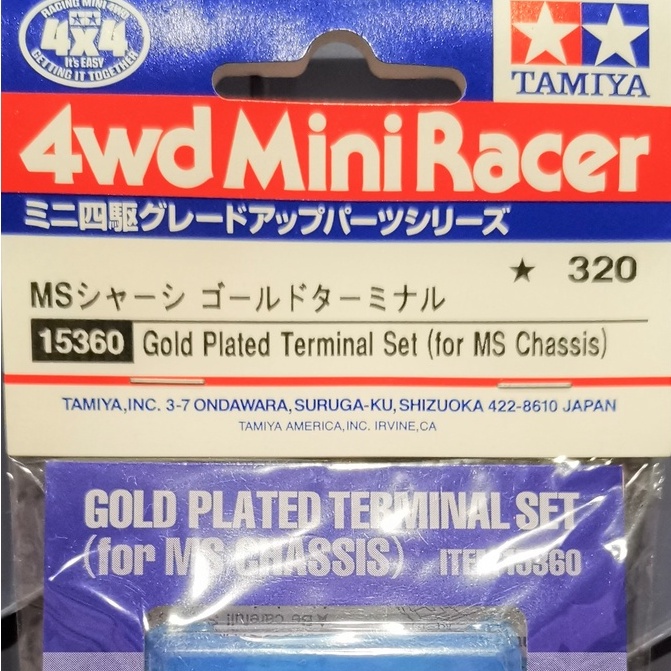 RACING MINI 4WD
4x4
It's EASY
GETTING IT TOGETHER
TAMIYA
4wd Mini Racer
ミニ四駆グレードアップパーツシリーズ
★ 320
MSシャーシ ゴールドターミナル
15360 Gold Plated Terminal Set (for MS Chassis)
TAMIYA,INC. 3-7 ONDAWARA,SURUGA-KU,SHIZUOKA 422-8610 JAPAN
TAMIYA AMERICA,INC. IRVINE,CA
GOLD PLATED TERMINAL SET
(for MS CHASSIS) ITEM 15360